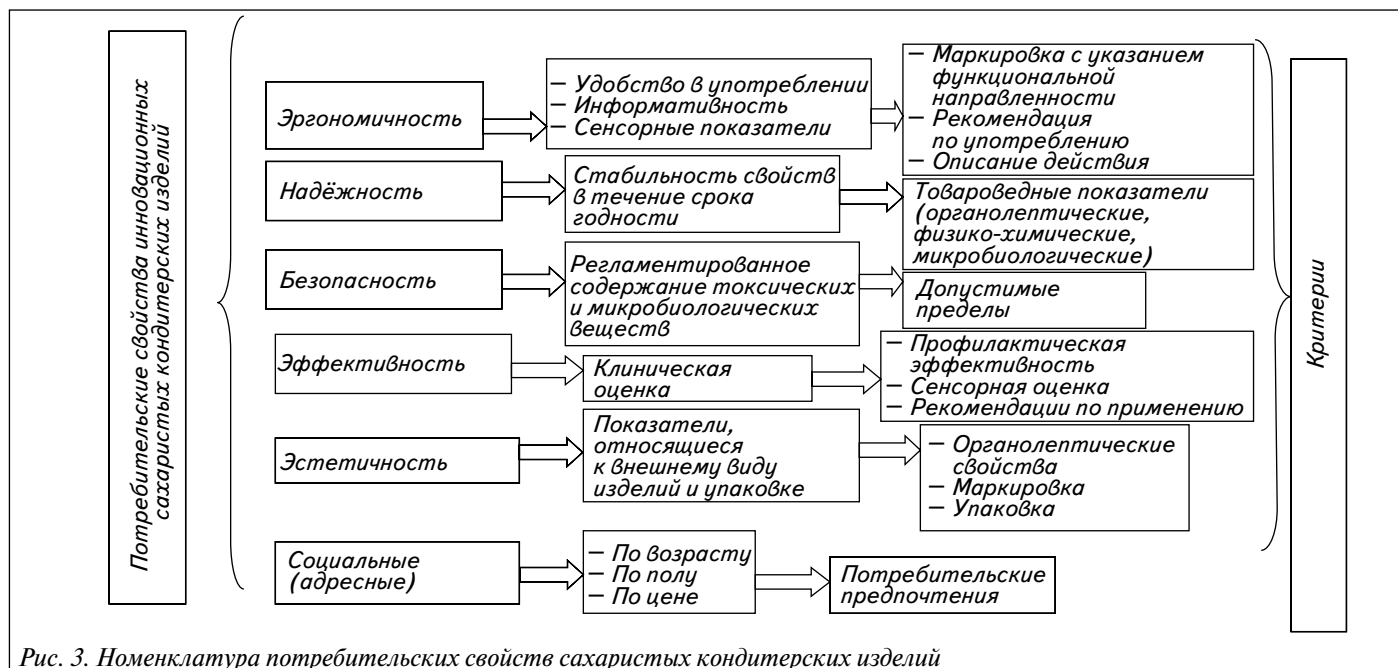 Потребительские свойства инновационных
сахаристых кондитерских изделий
Эргономичность
– Удобство в употреблении
– Информативность
– Сенсорные показатели
– Маркировка с указанием
функциональной
направленности
– Рекомендация
по употреблению
– Описание действия
Надёжность
Стабильность свойств
в течение срока
годности
Товароведные показатели
(органолептические,
физико-химические,
микробиологические)
Безопасность
Регламентированное
содержание токсических
и микробиологических
веществ
Допустимые
пределы
Эффективность
Клиническая
оценка
– Профилактическая
эффективность
– Сенсорная оценка
– Рекомендации по применению
Эстетичность
Показатели,
относящиеся
к внешнему виду
изделий и упаковке
– Органолептические
свойства
– Маркировка
– Упаковка
Социальные
(адресные)
– По возрасту
– По полу
– По цене
Потребительские
предпочтения
Критерии
Рис. 3. Номенклатура потребительских свойств сахаристых кондитерских изделий